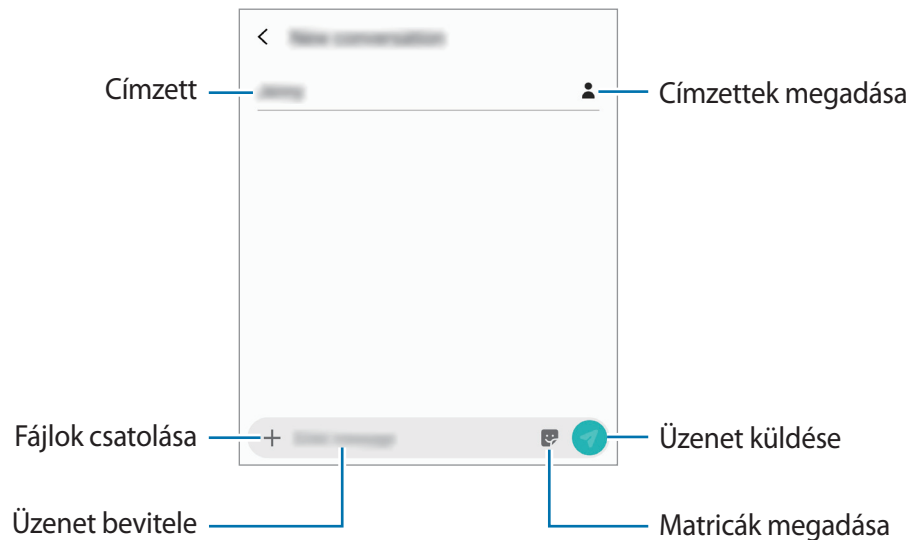 Címzett
Címzettek megadása
Fájlok csatolása
Üzenet küldése
Üzenet bevitele
Matricák megadása